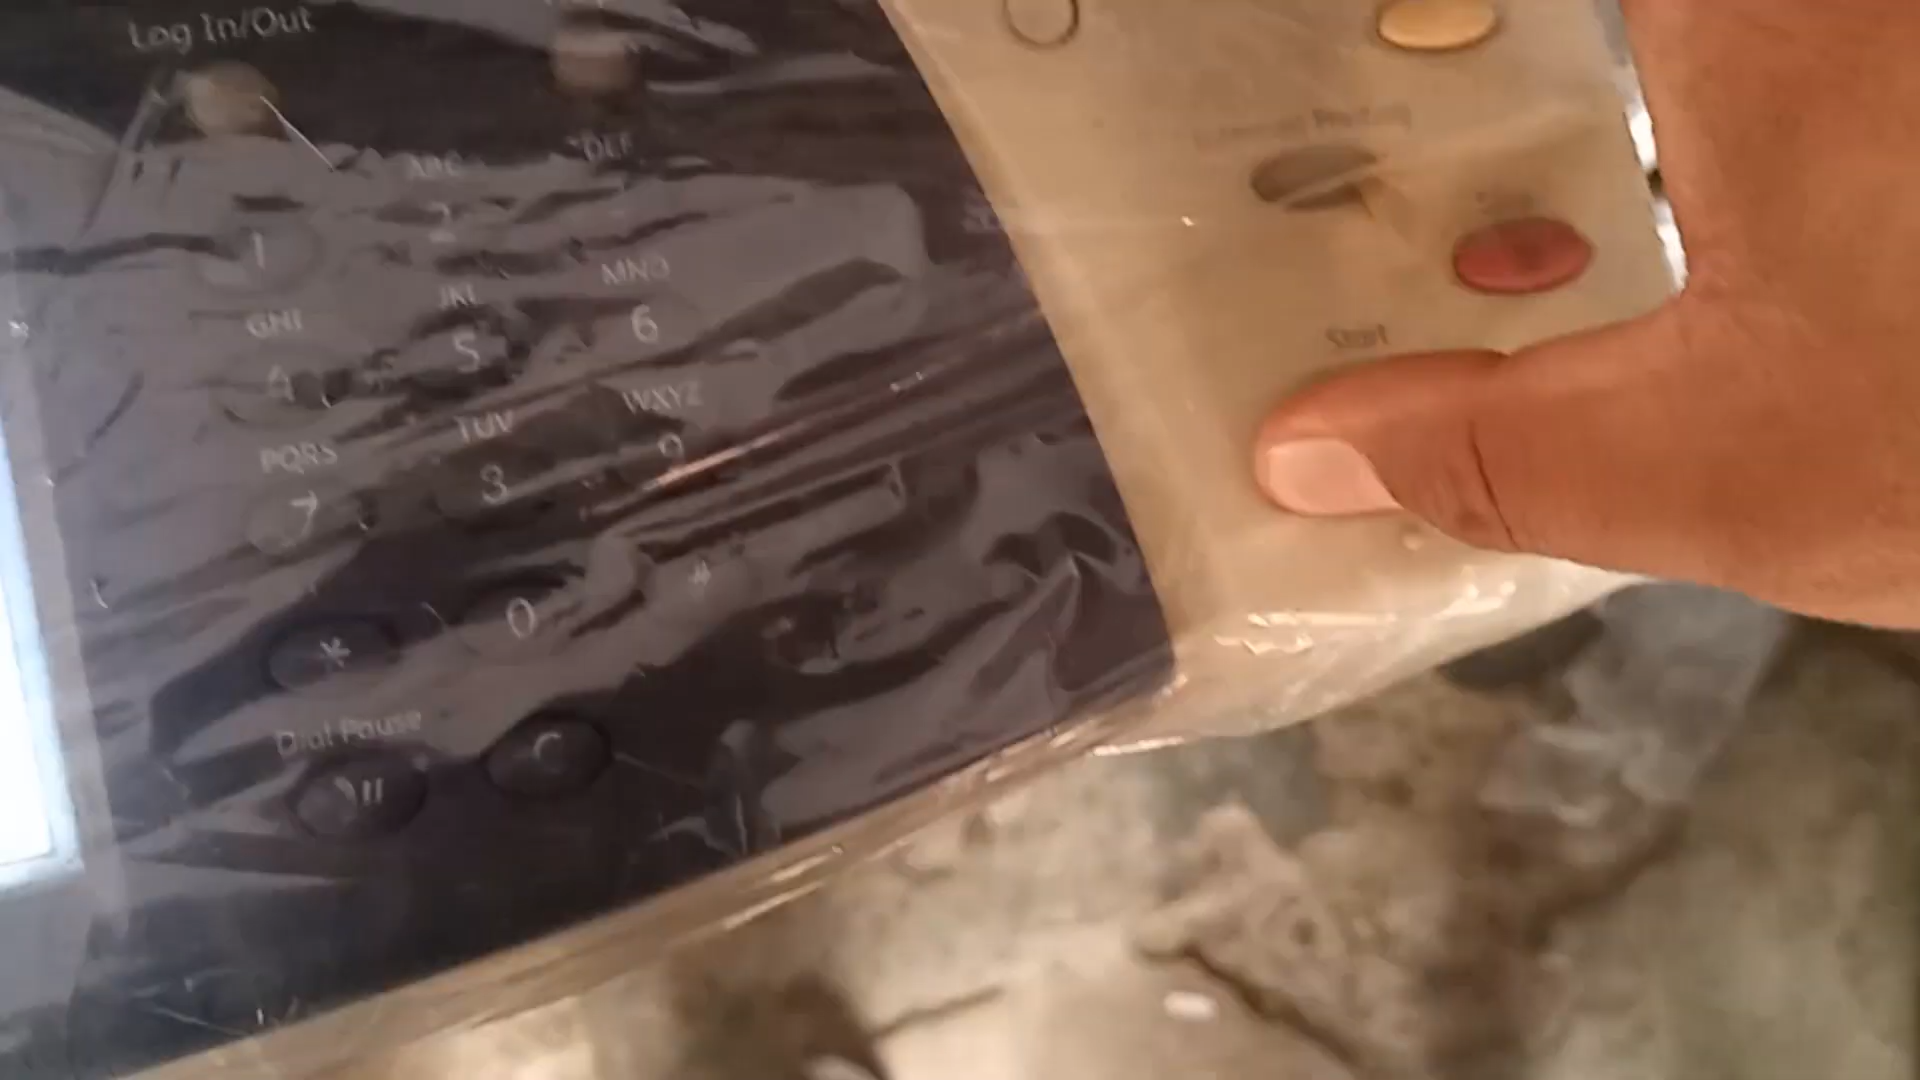 Log In/Out
ABC
DEF
1
2
GHI
JKL
MNO
4
5
6
PQRS
TUV
WXYZ
7
8
9
*
0
#
Dial Pause
C
Start